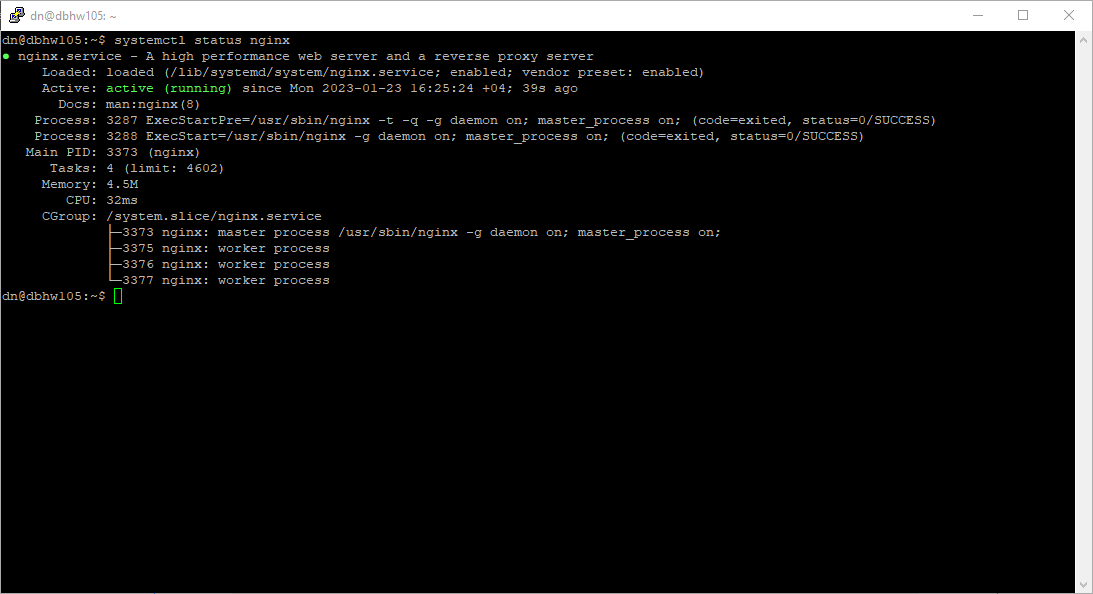 dn@dbhw105: ~
dn@dbhw105:~$ systemctl status nginx
● nginx.service - A high performance web server and a reverse proxy server
     Loaded: loaded (/lib/systemd/system/nginx.service; enabled; vendor preset: enabled)
     Active: active (running) since Mon 2023-01-23 16:25:24 +04; 39s ago
       Docs: man:nginx(8)
    Process: 3287 ExecStartPre=/usr/sbin/nginx -t -q -g daemon on; master_process on; (code=exited, status=0/SUCCESS)
    Process: 3288 ExecStart=/usr/sbin/nginx -g daemon on; master_process on; (code=exited, status=0/SUCCESS)
   Main PID: 3373 (nginx)
      Tasks: 4 (limit: 4602)
     Memory: 4.5M
        CPU: 32ms
     CGroup: /system.slice/nginx.service
             ├─3373 nginx: master process /usr/sbin/nginx -g daemon on; master_process on;
             ├─3375 nginx: worker process
             ├─3376 nginx: worker process
             └─3377 nginx: worker process
dn@dbhw105:~$